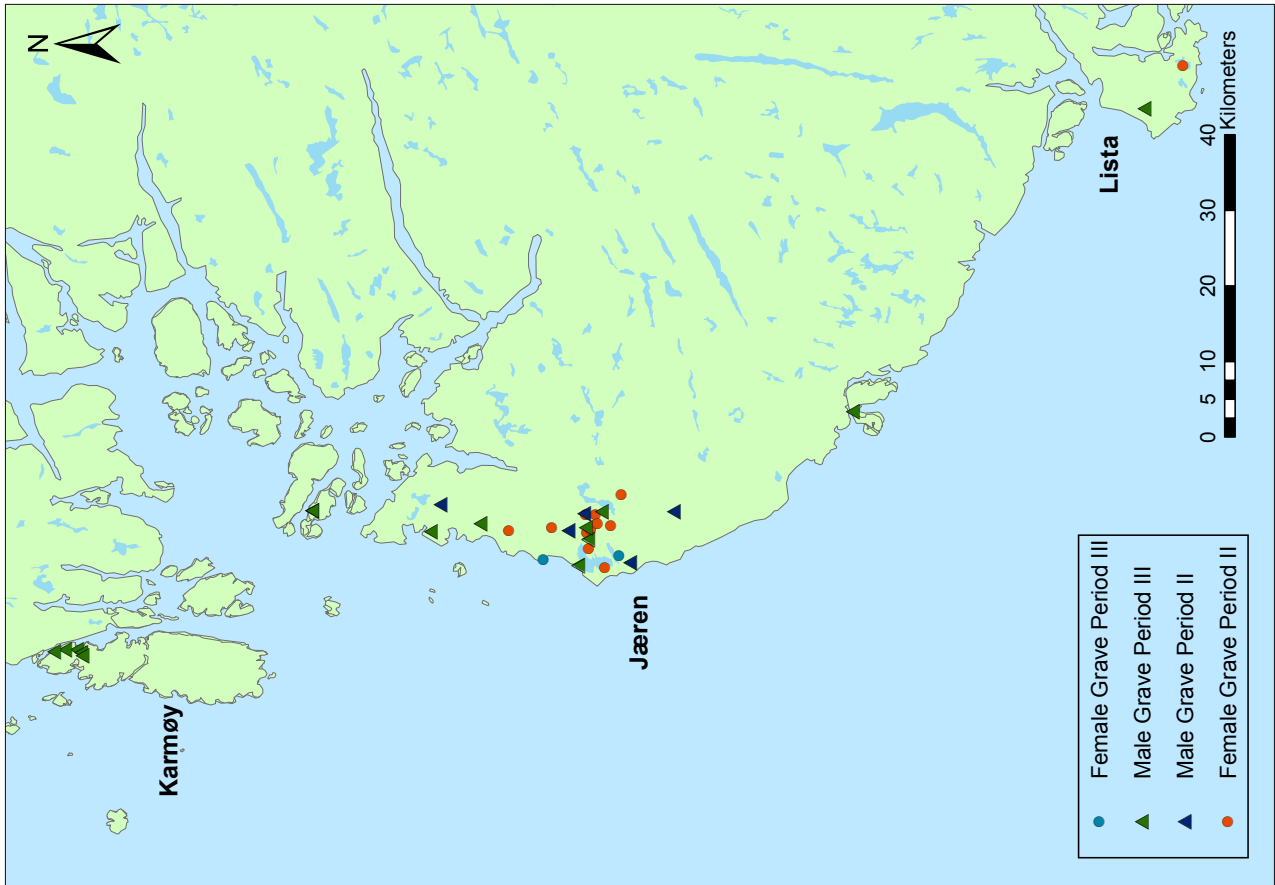 N
Karmøy
Jæren
Lista
0 5 10 20 30 40
Kilometers
Female Grave Period III
Male Grave Period III
Male Grave Period II
Female Grave Period II